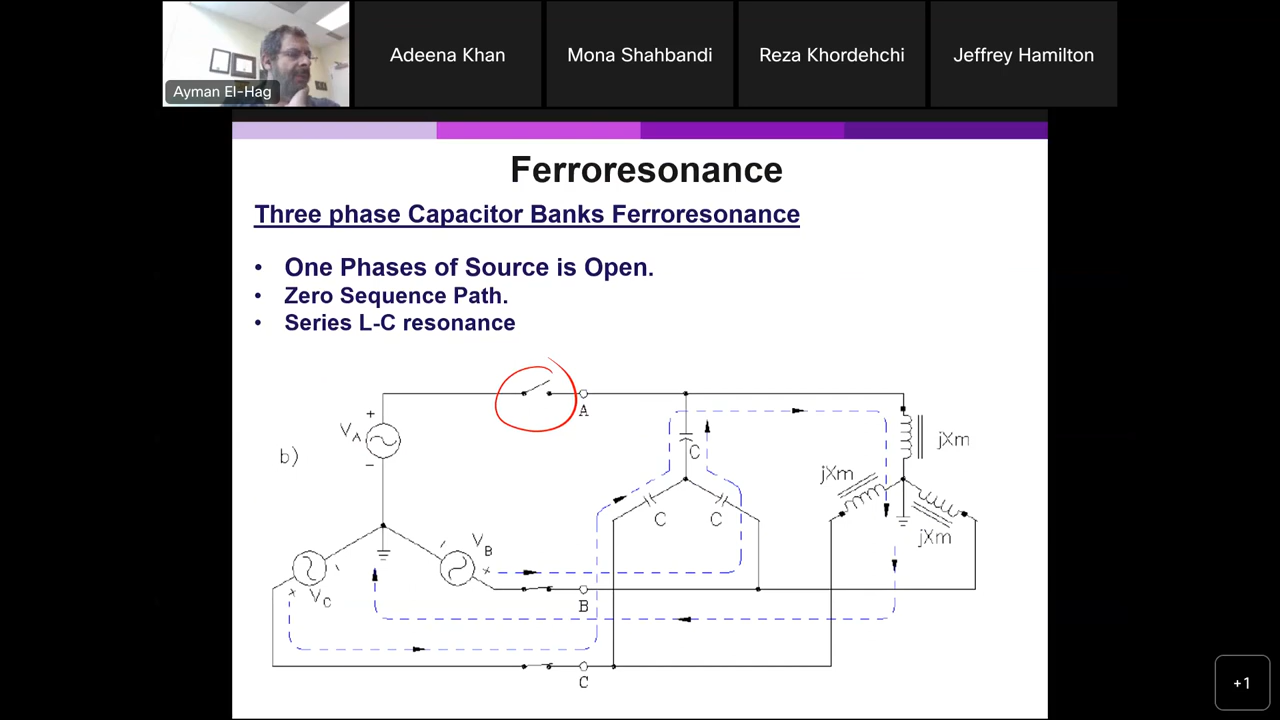 Ayman El-Hag
Adeena Khan
Mona Shahbandi
Reza Khordehchi
Jeffrey Hamilton
Ferroresonance
Three phase Capacitor Banks Ferroresonance
• One Phases of Source is Open.
• Zero Sequence Path.
• Series L-C resonance
b)
+
VA
−
A
C
jXm
jXm
C
C
jXm
VB
+
VC
+
B
C
+1